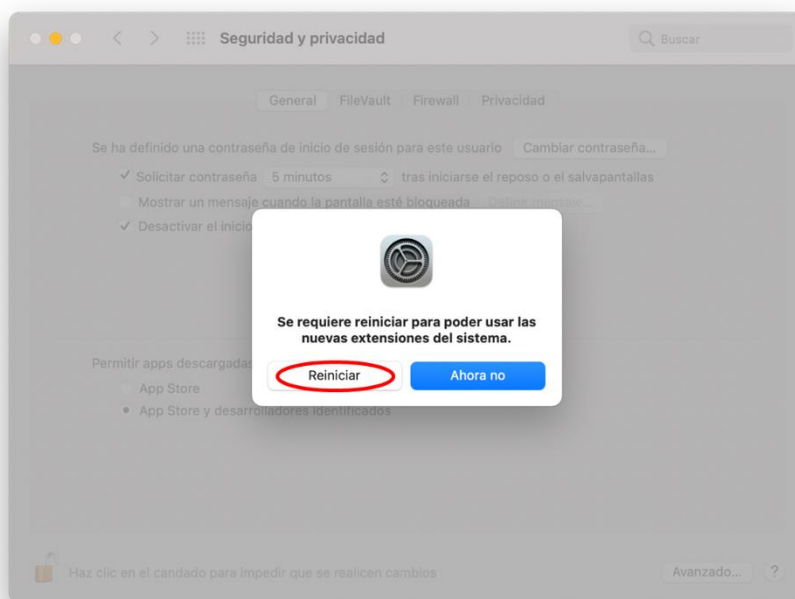 Seguridad y privacidad
Buscar
General FileVault Firewall Privacidad
Se ha definido una contraseña de inicio de sesión para este usuario Cambiar contraseña...
Solicitar contraseña 5 minutos tras iniciarse el reposo o el salvapantallas
Mostrar un mensaje cuando la pantalla esté bloqueada Definir mensaje...
Desactivar el inicio
Se requiere reiniciar para poder usar las
nuevas extensiones del sistema.
Permitir apps descargadas
Reiniciar Ahora no
App Store
App Store y desarrolladores identificados
Haz clic en el candado para impedir que se realicen cambios
Avanzado... ?